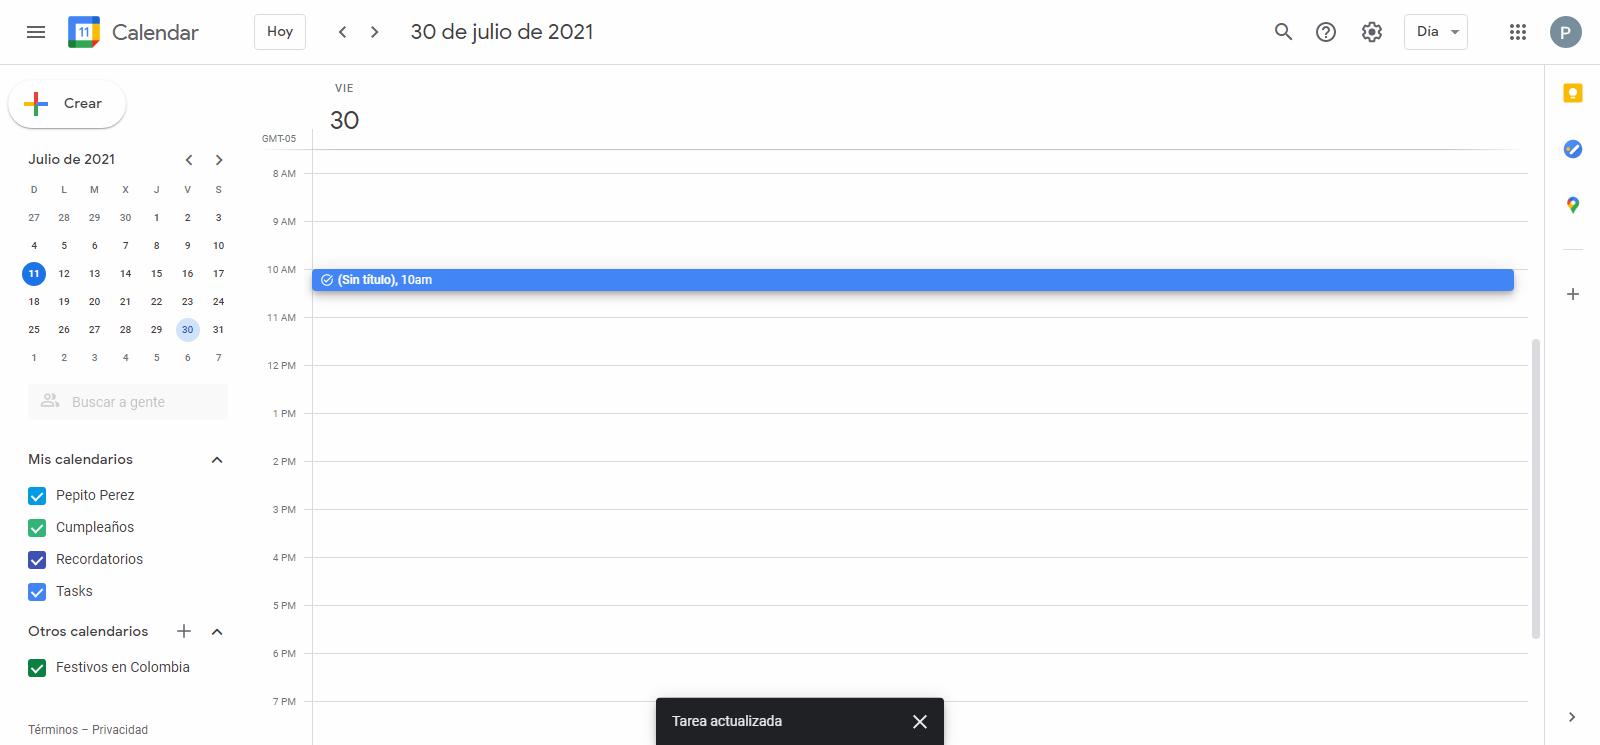 11 Calendar Hoy 30 de julio de 2021 Día P
Crear
Julio de 2021
D L M X J V S
27 28 29 30 1 2 3
4 5 6 7 8 9 10
11 12 13 14 15 16 17
18 19 20 21 22 23 24
25 26 27 28 29 30 31
1 2 3 4 5 6 7
Buscar a gente
Mis calendarios
Pepito Perez
Cumpleaños
Recordatorios
Tasks
Otros calendarios
Festivos en Colombia
Términos – Privacidad
VIE
30
GMT-05
8 AM
9 AM
10 AM
(Sin título), 10am
11 AM
12 PM
1 PM
2 PM
3 PM
4 PM
5 PM
6 PM
7 PM
Tarea actualizada